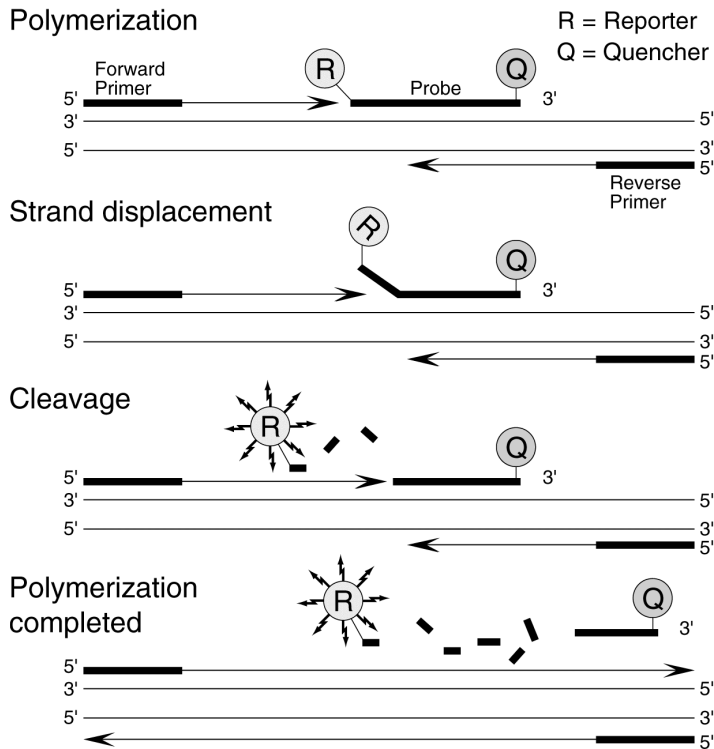 Polymerization
R = Reporter
Q = Quencher
Forward
Primer
R
Q
Probe
5'
3'
3'
5'
5'
3'
5'
Reverse
Primer
Strand displacement
R
Q
5'
3'
3'
5'
5'
3'
5'
Cleavage
R
Q
5'
3'
3'
5'
5'
3'
5'
Polymerization
completed
R
Q
3'
5'
3'
5'
5'
3'
5'